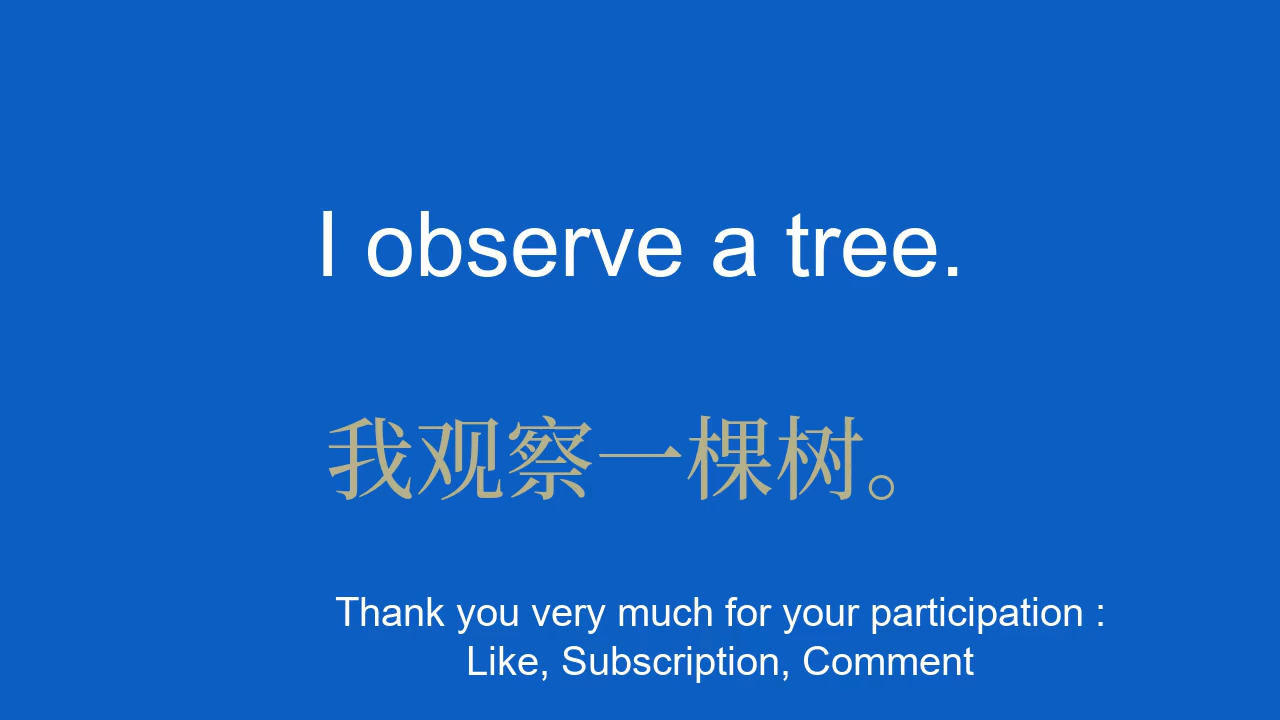 I observe a tree.
我观察一棵树。
Thank you very much for your participation :
Like, Subscription, Comment